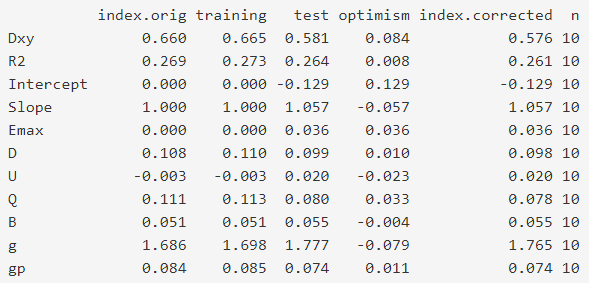 index.orig training test optimism index.corrected n
Dxy 0.660 0.665 0.581 0.084 0.576 10
R2 0.269 0.273 0.264 0.008 0.261 10
Intercept 0.000 0.000 -0.129 0.129 -0.129 10
Slope 1.000 1.000 1.057 -0.057 1.057 10
Emax 0.000 0.000 0.036 0.036 0.036 10
D 0.108 0.110 0.099 0.010 0.098 10
U -0.003 -0.003 0.020 -0.023 0.020 10
Q 0.111 0.113 0.080 0.033 0.078 10
B 0.051 0.051 0.055 -0.004 0.055 10
g 1.686 1.698 1.777 -0.079 1.765 10
gp 0.084 0.085 0.074 0.011 0.074 10